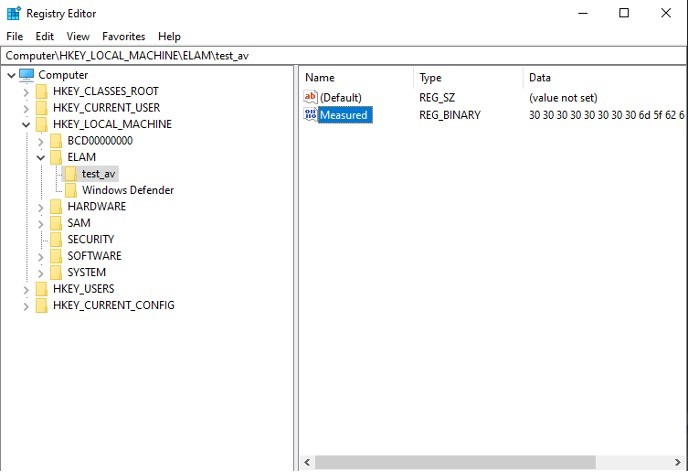 Registry Editor
File Edit View Favorites Help
Computer\HKEY_LOCAL_MACHINE\ELAM\test_av
Computer
HKEY_CLASSES_ROOT
HKEY_CURRENT_USER
HKEY_LOCAL_MACHINE
BCD00000000
ELAM
test_av
Windows Defender
HARDWARE
SAM
SECURITY
SOFTWARE
SYSTEM
HKEY_USERS
HKEY_CURRENT_CONFIG
Name Type Data
(Default) REG_SZ (value not set)
Measured REG_BINARY 30 30 30 30 30 30 30 30 6d 5f 62 6